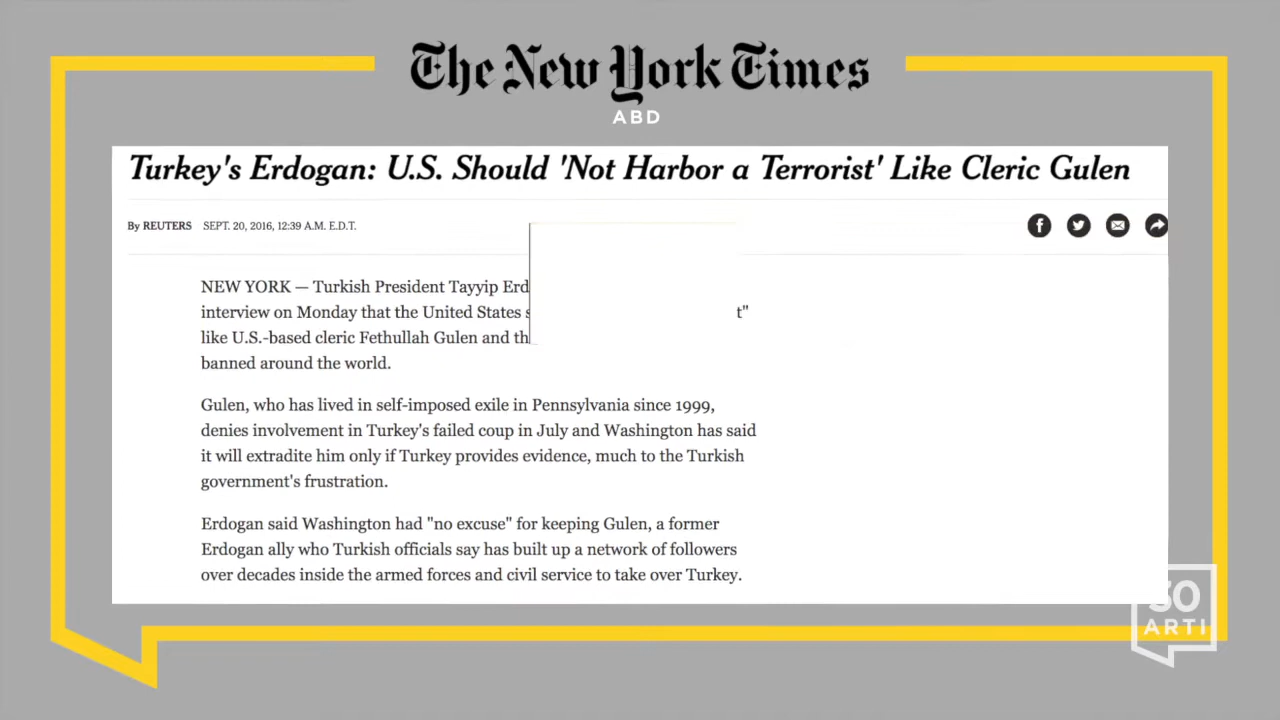 The New York Times
ABD
Turkey's Erdogan: U.S. Should 'Not Harbor a Terrorist' Like Cleric Gulen
By REUTERS SEPT. 20, 2016, 12:39 A.M. E.D.T.
NEW YORK — Turkish President Tayyip Erd
interview on Monday that the United States s t"
like U.S.-based cleric Fethullah Gulen and th
banned around the world.
Gulen, who has lived in self-imposed exile in Pennsylvania since 1999,
denies involvement in Turkey's failed coup in July and Washington has said
it will extradite him only if Turkey provides evidence, much to the Turkish
government's frustration.
Erdogan said Washington had "no excuse" for keeping Gulen, a former
Erdogan ally who Turkish officials say has built up a network of followers
over decades inside the armed forces and civil service to take over Turkey.
ARTI